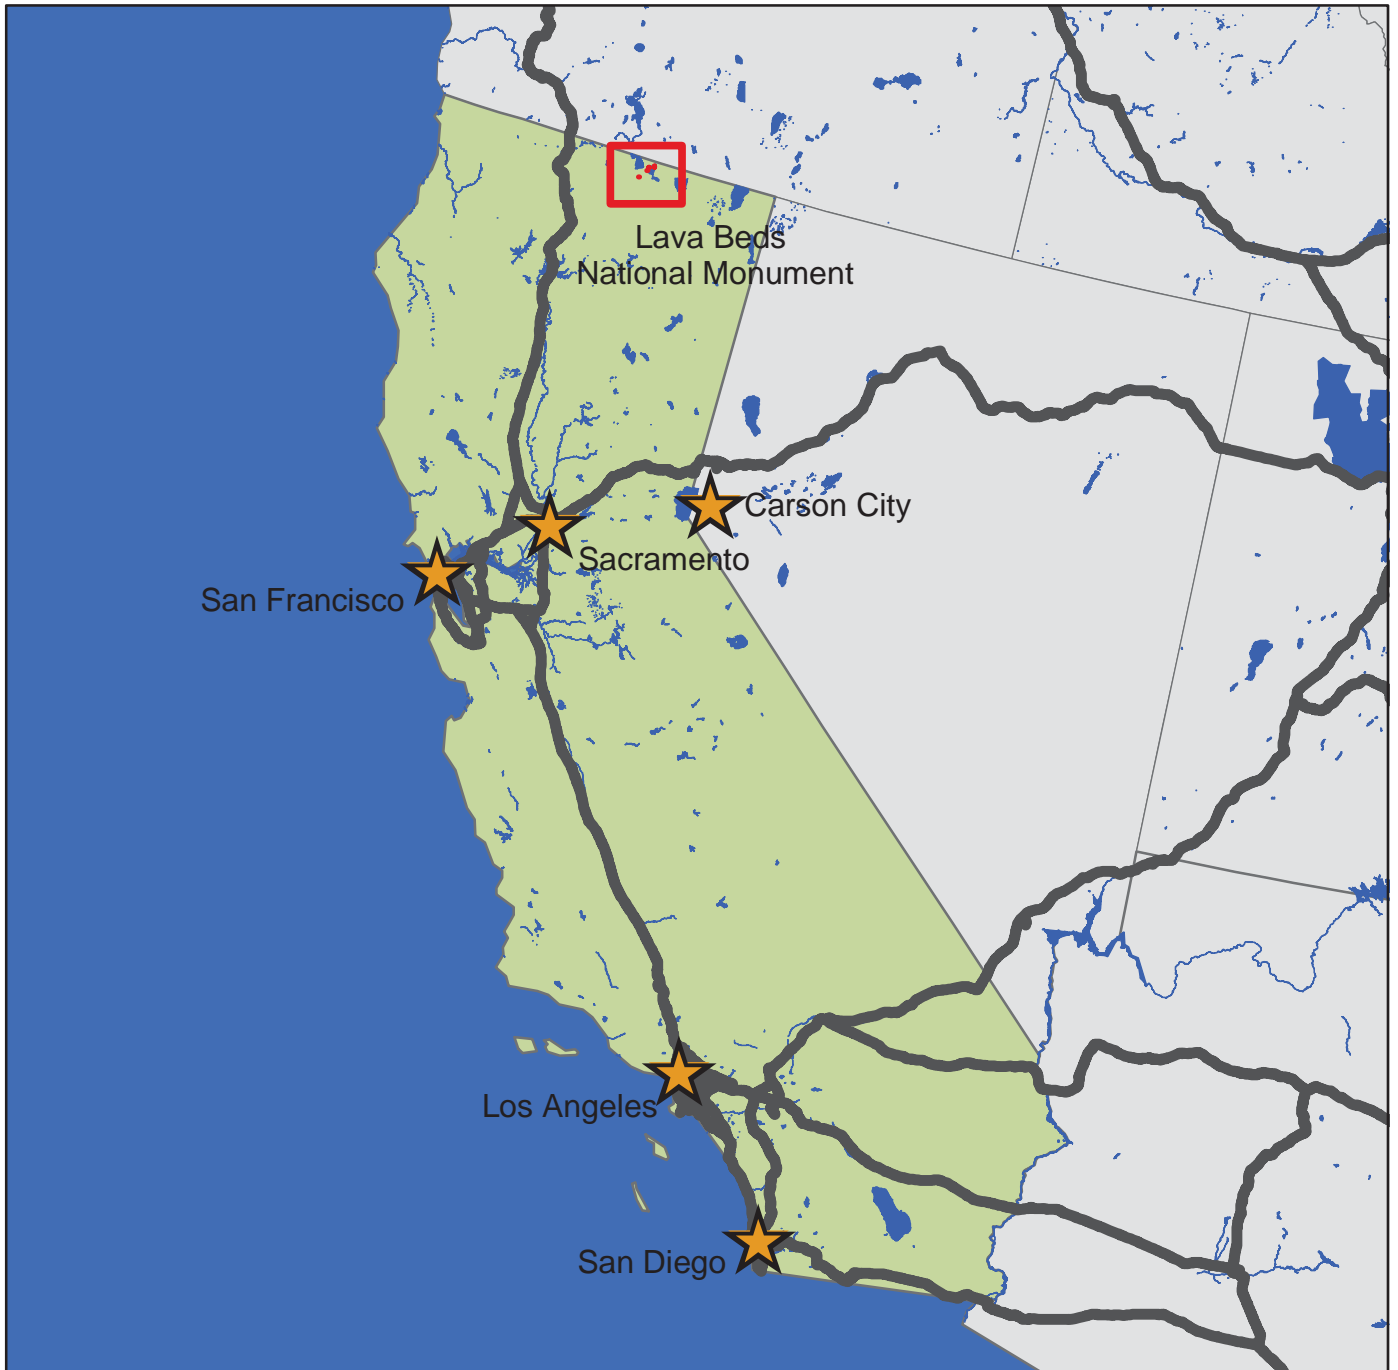 Lava Beds
National Monument
Carson City
Sacramento
San Francisco
Los Angeles
San Diego